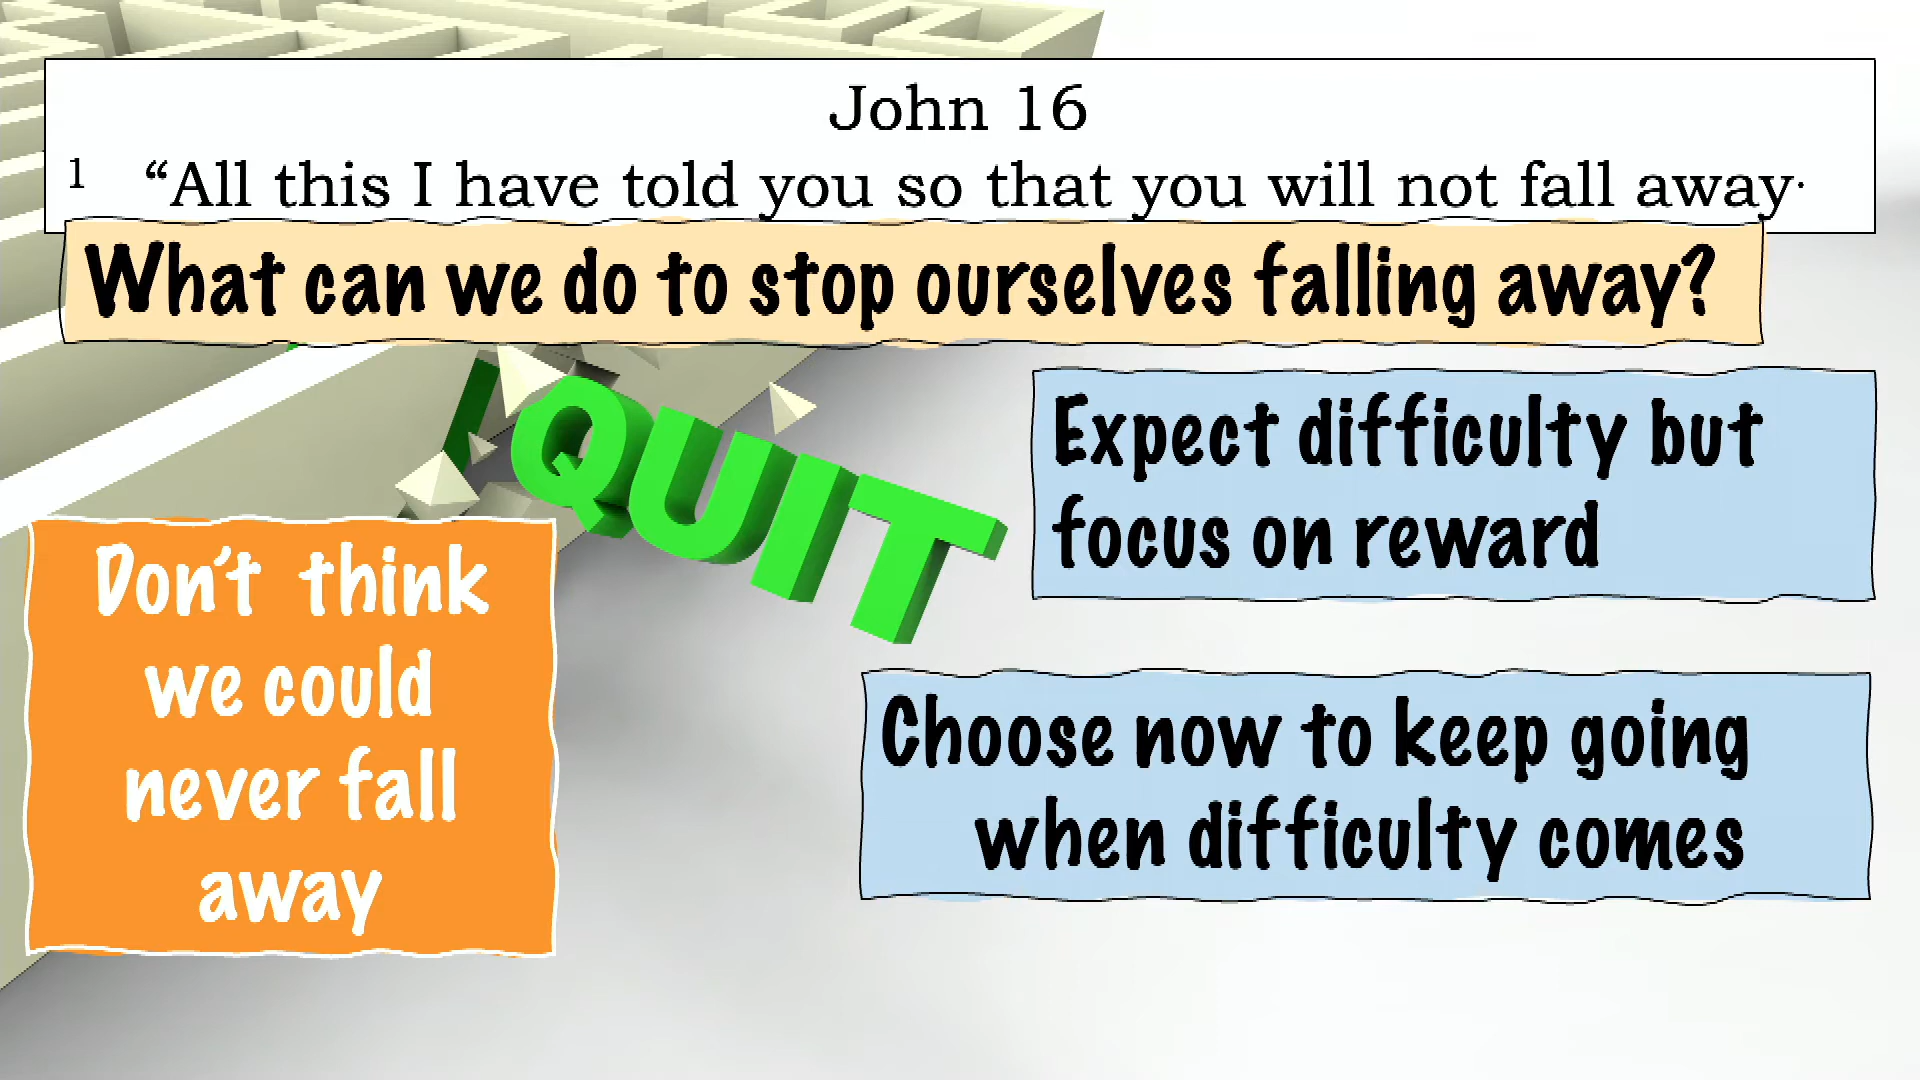 John 16
1 “All this I have told you so that you will not fall away.
What can we do to stop ourselves falling away?
I QUIT
Expect difficulty but
focus on reward
Don’t think
we could
never fall
away
Choose now to keep going
when difficulty comes